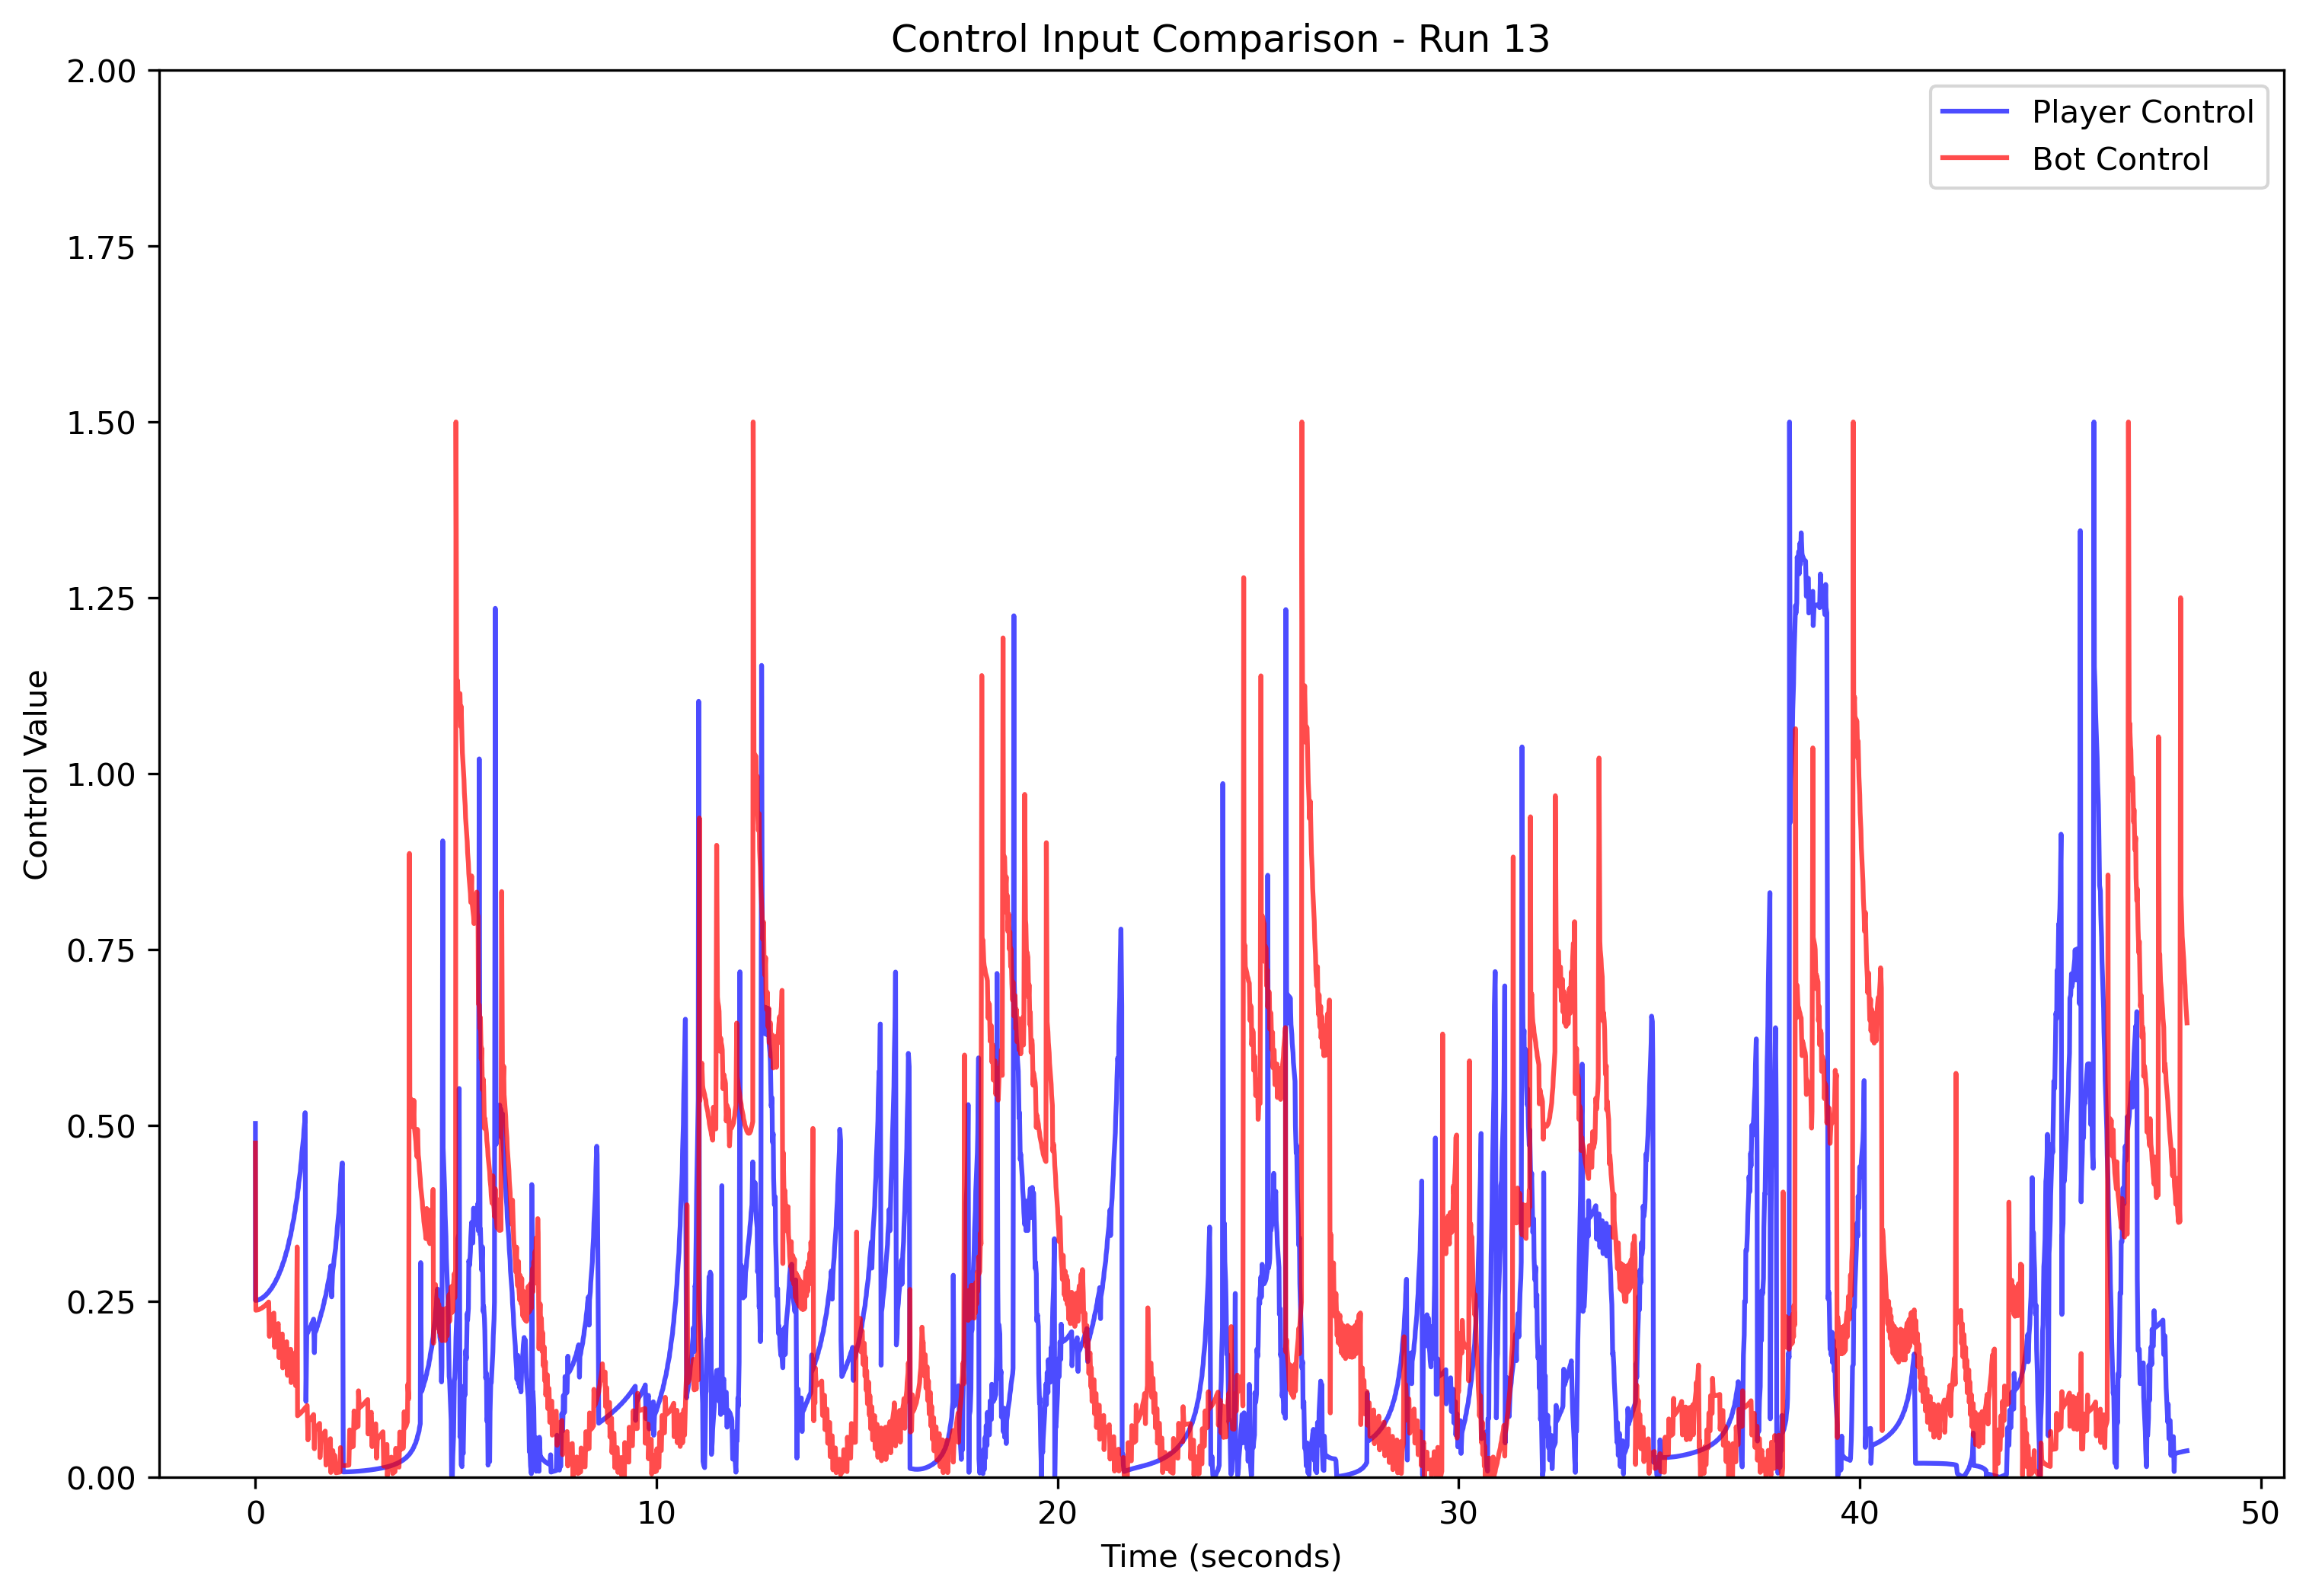 Control Input Comparison - Run 13
2.00
1.75
1.50
1.25
1.00
0.75
0.50
0.25
0.00
Control Value
Player Control
Bot Control
0 10 20 30 40 50
Time (seconds)